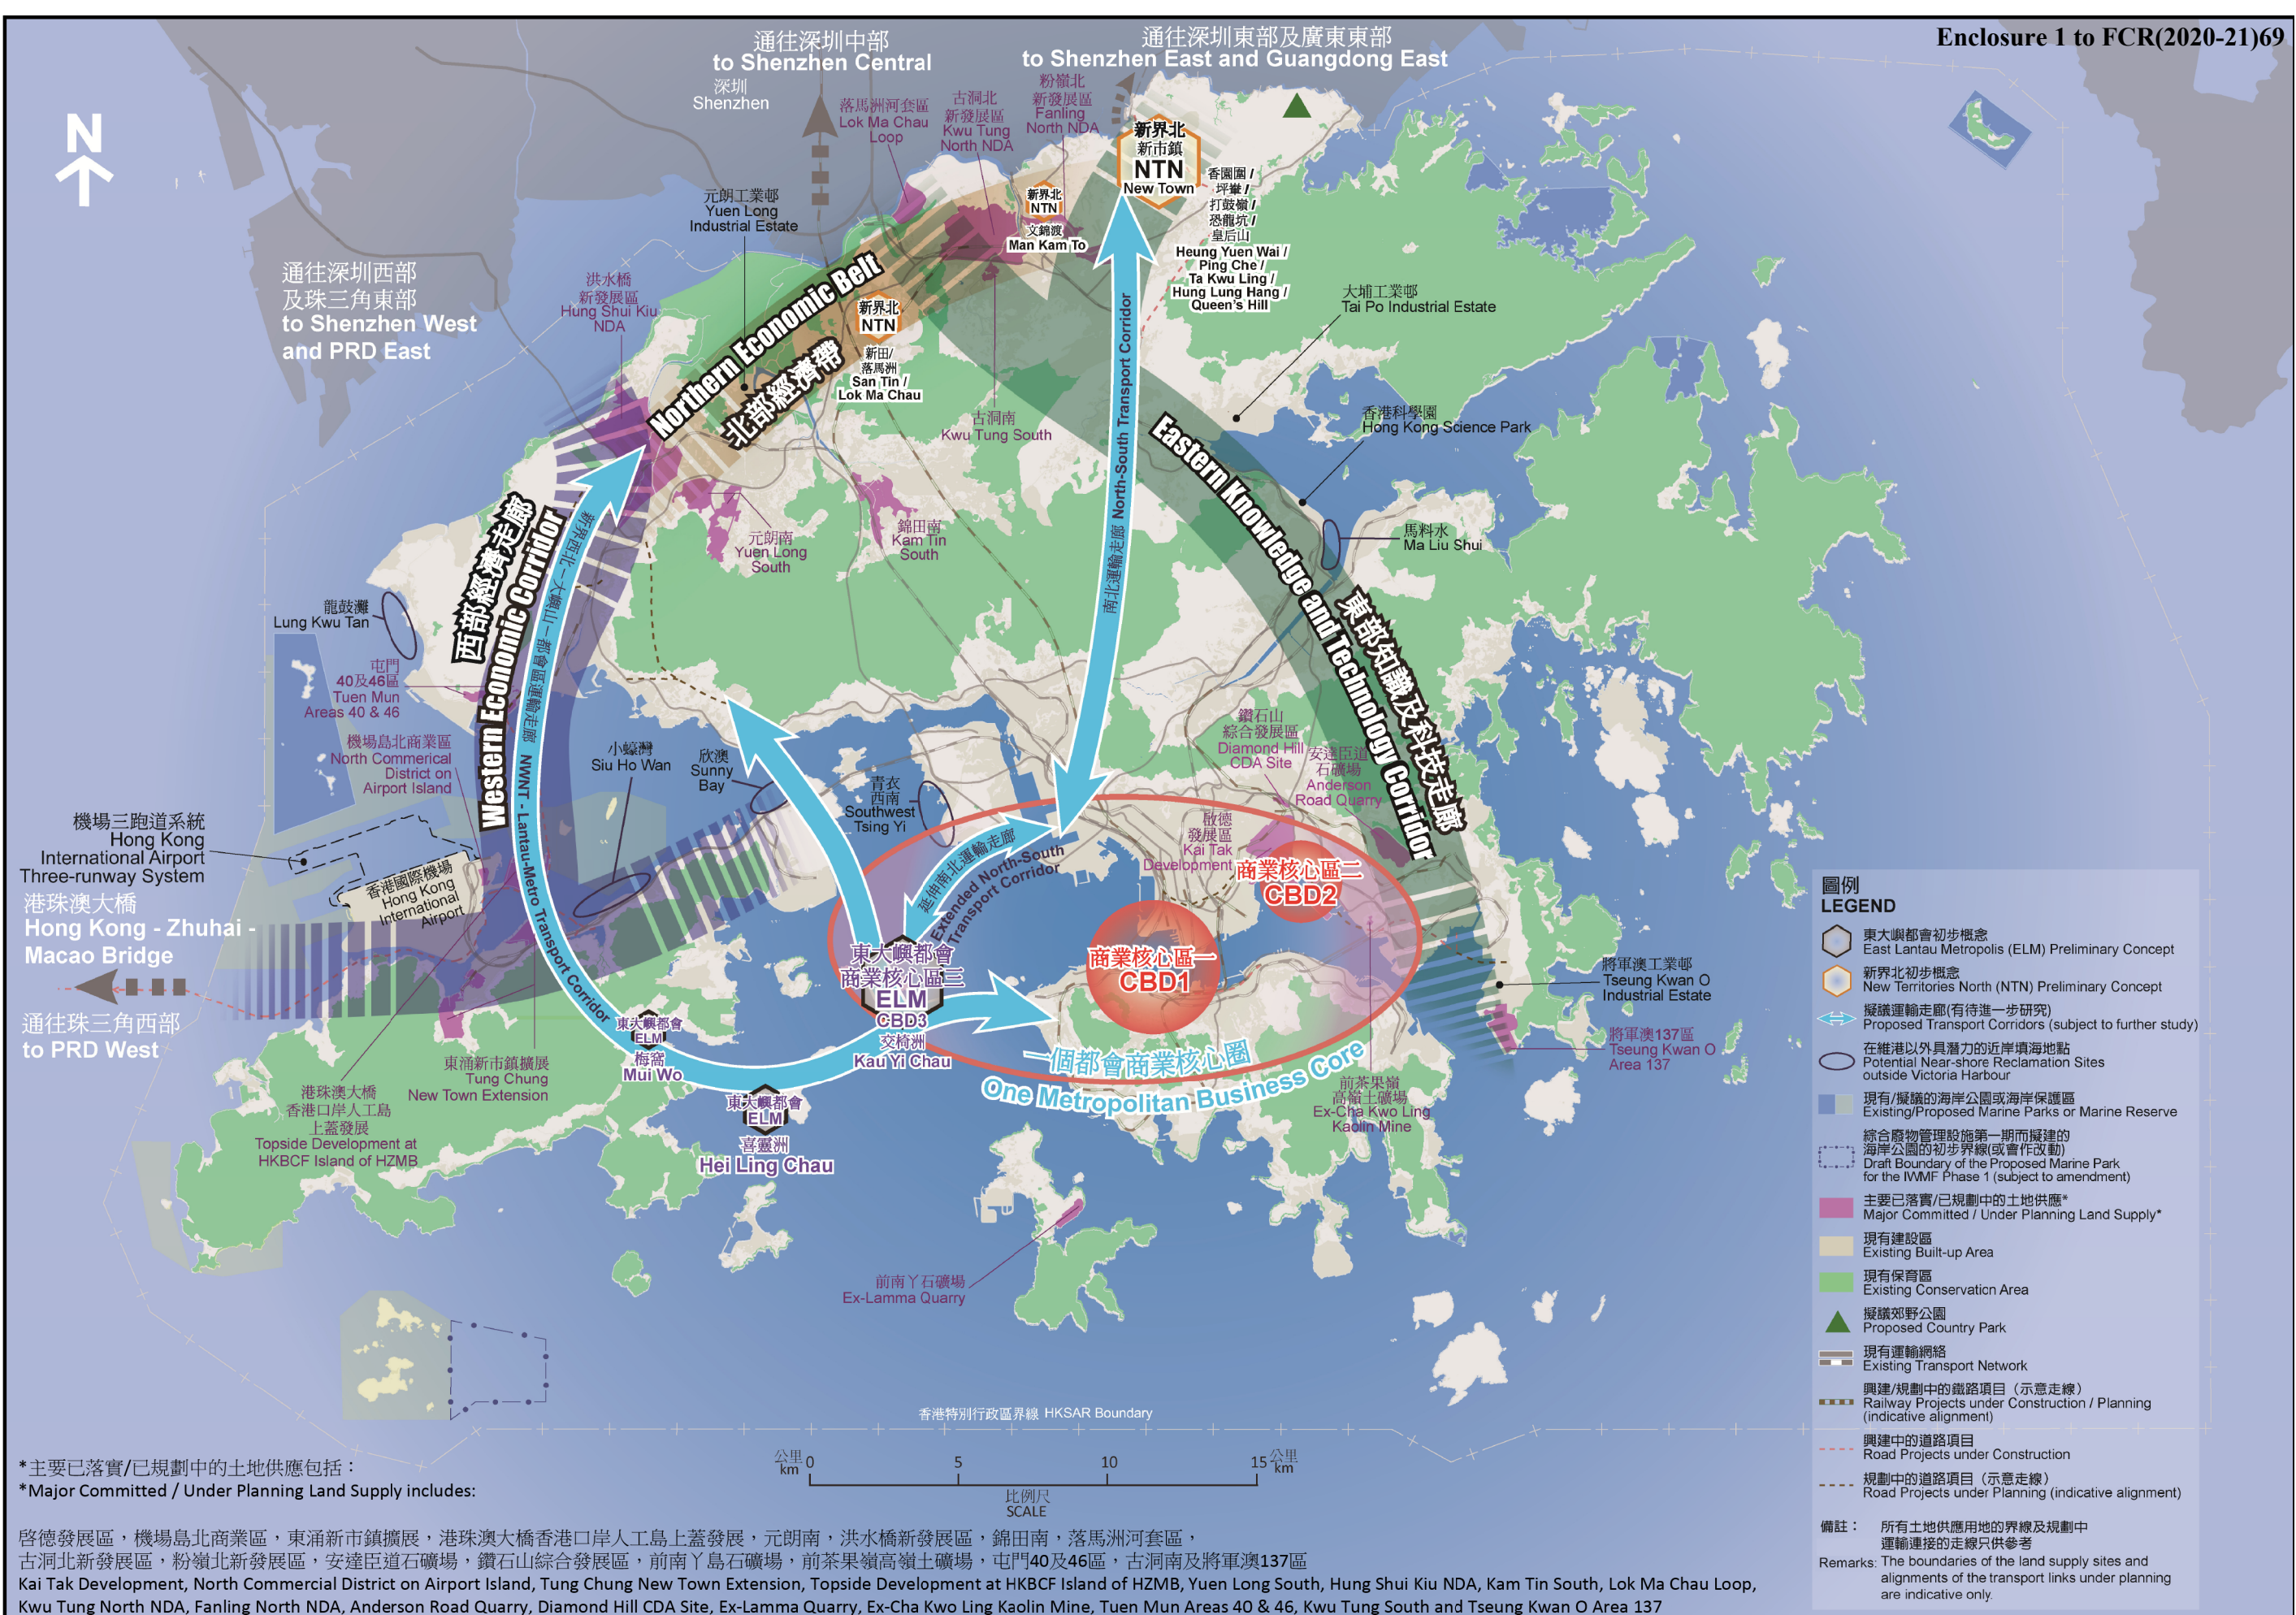 Enclosure 1 to FCR(2020-21)69
通往深圳中部
to Shenzhen Central
深圳
Shenzhen
通往深圳東部及廣東東部
to Shenzhen East and Guangdong East
N
落馬洲河套區
Lok Ma Chau
Loop
古洞北
新發展區
Kwu Tung
North NDA
粉嶺北
新發展區
Fanling
North NDA
新界北
新市鎮
NTN
New Town
香園圍 /
坪輋 /
打鼓嶺 /
恐龍坑 /
皇后山
Heung Yuen Wai /
Ping Che /
Ta Kwu Ling /
Hung Lung Hang /
Queen's Hill
新界北
NTN
文錦渡
Man Kam To
元朗工業邨
Yuen Long
Industrial Estate
通往深圳西部
及珠三角東部
to Shenzhen West
and PRD East
洪水橋
新發展區
Hung Shui Kiu
NDA
Northern Economic Belt
北部經濟帶
新界北
NTN
新田/
落馬洲
San Tin /
Lok Ma Chau
古洞南
Kwu Tung South
大埔工業邨
Tai Po Industrial Estate
香港科學園
Hong Kong Science Park
馬料水
Ma Liu Shui
南北運輸走廊 North-South Transport Corridor
Eastern Knowledge and Technology Corridor
東部知識及科技走廊
元朗南
Yuen Long
South
錦田南
Kam Tin
South
西部經濟走廊
Western Economic Corridor
新界西北－大嶼山－都會區運輸走廊 NWNT - Lantau-Metro Transport Corridor
龍鼓灘
Lung Kwu Tan
屯門
40及46區
Tuen Mun
Areas 40 & 46
機場島北商業區
North Commerical
District on
Airport Island
小蠔灣
Siu Ho Wan
欣澳
Sunny
Bay
青衣
西南
Southwest
Tsing Yi
鑽石山
綜合發展區
Diamond Hill
CDA Site
安達臣道
石礦場
Anderson
Road Quarry
啟德
發展區
Kai Tak
Development
機場三跑道系統
Hong Kong
International Airport
Three-runway System
香港國際機場
Hong Kong
International
Airport
港珠澳大橋
Hong Kong - Zhuhai -
Macao Bridge
通往珠三角西部
to PRD West
延伸南北運輸走廊
Extended North-South
Transport Corridor
商業核心區二
CBD2
商業核心區一
CBD1
東大嶼都會
商業核心區三
ELM
CBD3
交椅洲
Kau Yi Chau
東大嶼都會
ELM
梅窩
Mui Wo
東大嶼都會
ELM
喜靈洲
Hei Ling Chau
一個都會商業核心圈
One Metropolitan Business Core
將軍澳工業邨
Tseung Kwan O
Industrial Estate
將軍澳137區
Tseung Kwan O
Area 137
前茶果嶺
高嶺土礦場
Ex-Cha Kwo Ling
Kaolin Mine
東涌新市鎮擴展
Tung Chung
New Town Extension
港珠澳大橋
香港口岸人工島
上蓋發展
Topside Development at
HKBCF Island of HZMB
前南丫石礦場
Ex-Lamma Quarry
香港特別行政區界線 HKSAR Boundary
公里
km
0 5 10 15
公里
km
比例尺
SCALE
圖例
LEGEND
東大嶼都會初步概念
East Lantau Metropolis (ELM) Preliminary Concept
新界北初步概念
New Territories North (NTN) Preliminary Concept
擬議運輸走廊(有待進一步研究)
Proposed Transport Corridors (subject to further study)
在維港以外具潛力的近岸填海地點
Potential Near-shore Reclamation Sites
outside Victoria Harbour
現有/擬議的海岸公園或海岸保護區
Existing/Proposed Marine Parks or Marine Reserve
綜合廢物管理設施第一期而擬建的
海岸公園的初步界線(或會作改動)
Draft Boundary of the Proposed Marine Park
for the IWMF Phase 1 (subject to amendment)
主要已落實/已規劃中的土地供應*
Major Committed / Under Planning Land Supply*
現有建設區
Existing Built-up Area
現有保育區
Existing Conservation Area
擬議郊野公園
Proposed Country Park
現有運輸網絡
Existing Transport Network
興建/規劃中的鐵路項目（示意走線）
Railway Projects under Construction / Planning
(indicative alignment)
興建中的道路項目
Road Projects under Construction
規劃中的道路項目（示意走線）
Road Projects under Planning (indicative alignment)
備註： 所有土地供應用地的界線及規劃中
運輸連接的走線只供參考
Remarks: The boundaries of the land supply sites and
alignments of the transport links under planning
are indicative only.
*主要已落實/已規劃中的土地供應包括：
*Major Committed / Under Planning Land Supply includes:
啓德發展區，機場島北商業區，東涌新市鎮擴展，港珠澳大橋香港口岸人工島上蓋發展，元朗南，洪水橋新發展區，錦田南，落馬洲河套區，
古洞北新發展區，粉嶺北新發展區，安達臣道石礦場，鑽石山綜合發展區，前南丫島石礦場，前茶果嶺高嶺土礦場，屯門40及46區，古洞南及將軍澳137區
Kai Tak Development, North Commercial District on Airport Island, Tung Chung New Town Extension, Topside Development at HKBCF Island of HZMB, Yuen Long South, Hung Shui Kiu NDA, Kam Tin South, Lok Ma Chau Loop,
Kwu Tung North NDA, Fanling North NDA, Anderson Road Quarry, Diamond Hill CDA Site, Ex-Lamma Quarry, Ex-Cha Kwo Ling Kaolin Mine, Tuen Mun Areas 40 & 46, Kwu Tung South and Tseung Kwan O Area 137